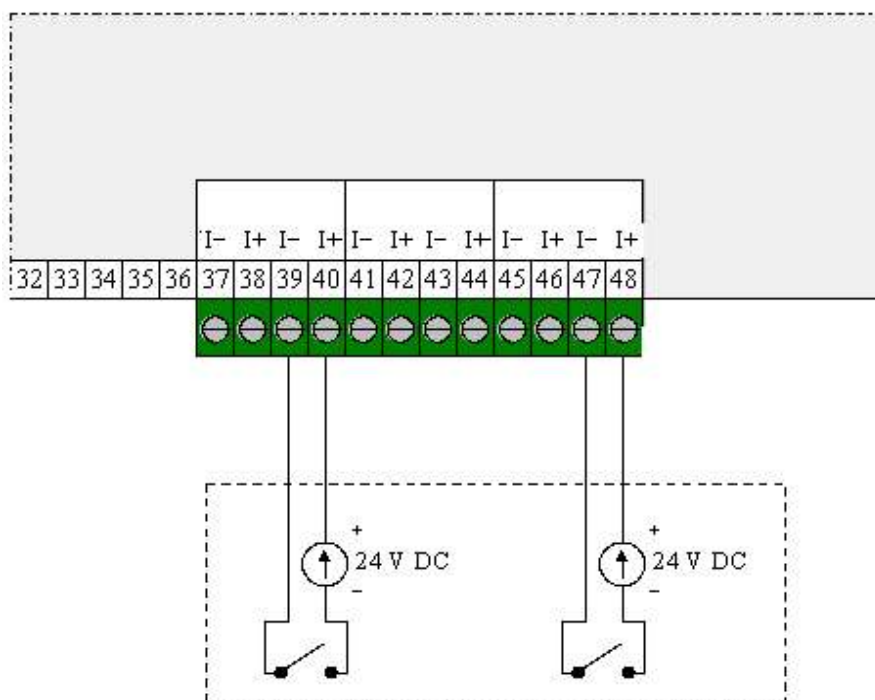 I- I+ I- I+ I- I+ I- I+ I- I+ I- I+
32 33 34 35 36 37 38 39 40 41 42 43 44 45 46 47 48
+ +
24 V DC 24 V DC
- -